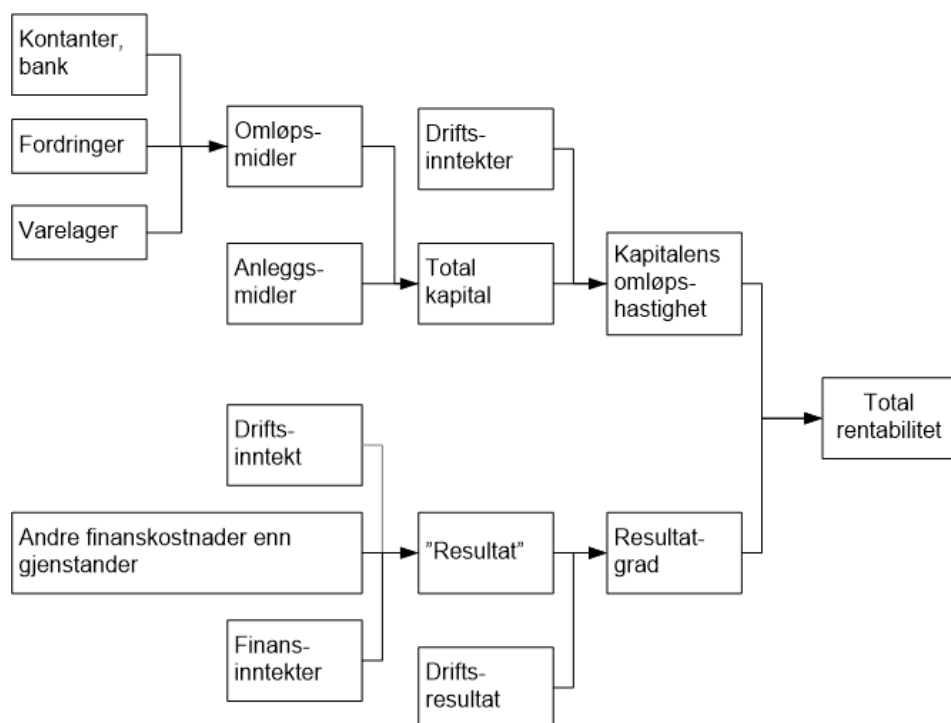 Kontanter,
bank
Fordringer
Varelager
Omløps-
midler
Anleggs-
midler
Drifts-
inntekter
Total
kapital
Kapitalens
omløps-
hastighet
Total
rentabilitet
Drifts-
inntekt
Andre finanskostnader enn
gjenstander
Finans-
inntekter
”Resultat”
Drifts-
resultat
Resultat-
grad